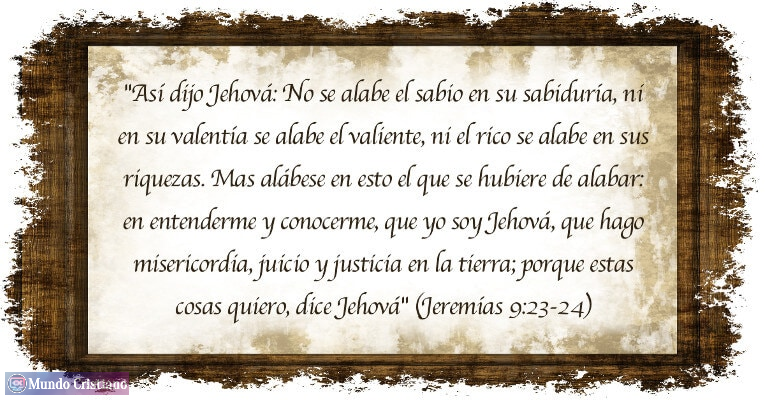 "Así dijo Jehová: No se alabe el sabio en su sabiduría, ni
en su valentía se alabe el valiente, ni el rico se alabe en sus
riquezas. Mas alábese en esto el que se hubiere de alabar:
en entenderme y conocerme, que yo soy Jehová, que hago
misericordia, juicio y justicia en la tierra; porque estas
cosas quiero, dice Jehová" (Jeremías 9:23-24)
Mundo Cristiano